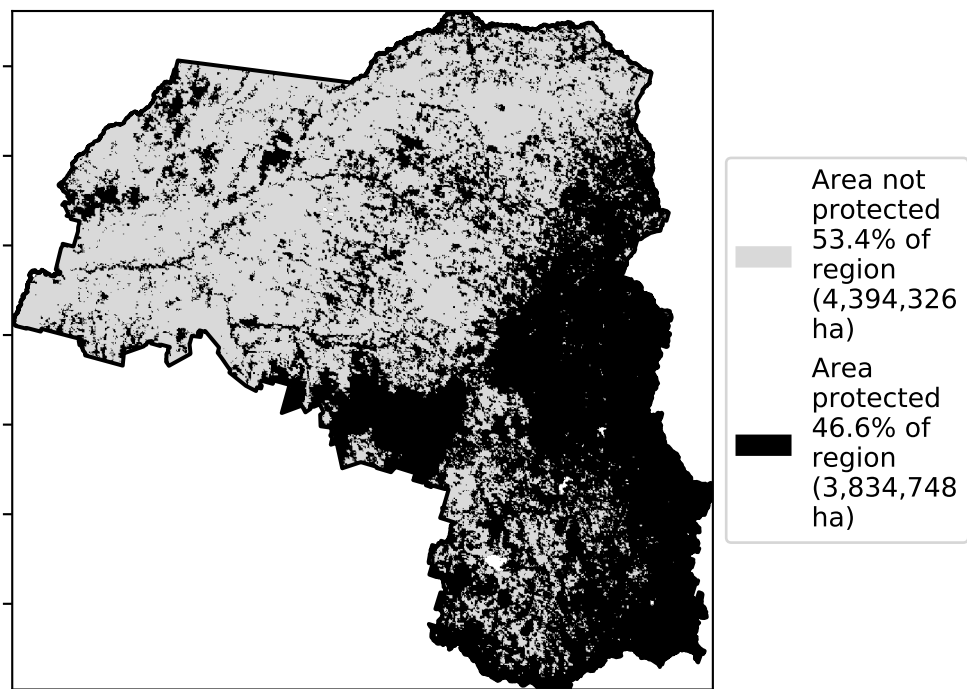 Area not
protected
53.4% of
region
(4,394,326
ha)
Area
protected
46.6% of
region
(3,834,748
ha)